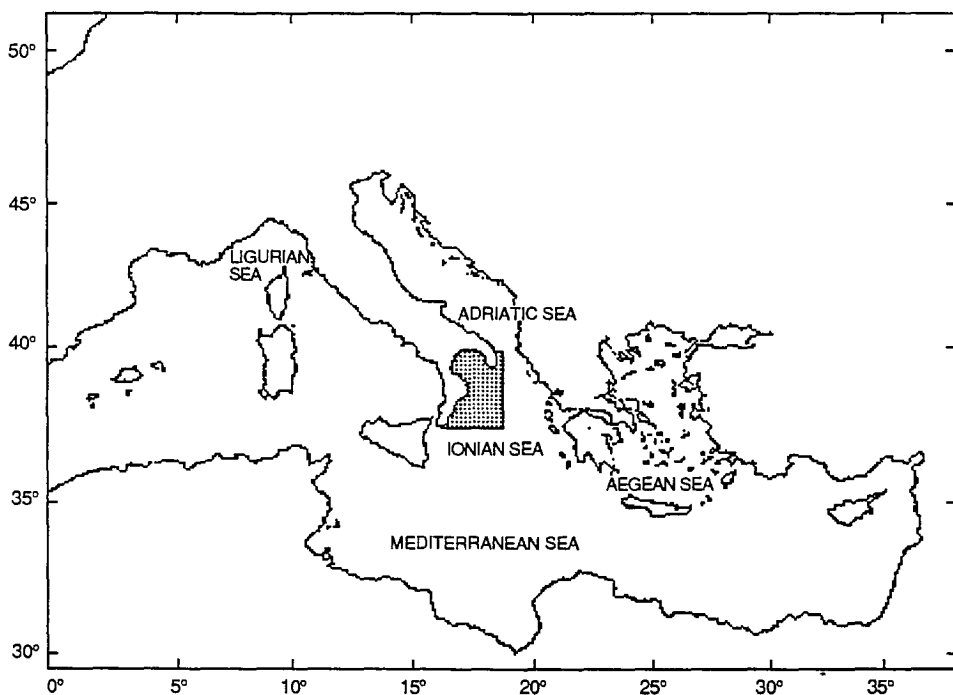 50°
45°
LIGURIAN
SEA
ADRIATIC SEA
40°
IONIAN SEA
AEGEAN SEA
35°
MEDITERRANEAN SEA
30°
0° 5° 10° 15° 20° 25° 30° 35°